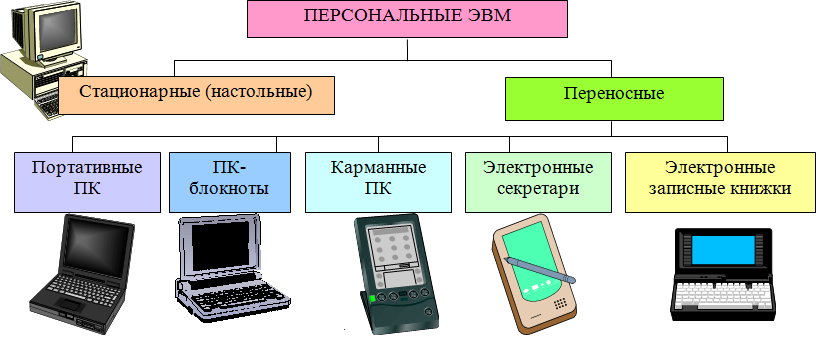 ПЕРСОНАЛЬНЫЕ ЭВМ
Стационарные (настольные)
Переносные
Портативные
ПК
ПК-
блокноты
Карманные
ПК
Электронные
секретари
Электронные
записные книжки